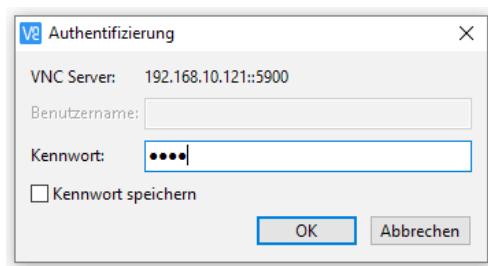 Authentifizierung
VNC Server: 192.168.10.121::5900
Benutzername:
Kennwort: ••••
Kennwort speichern
OK Abbrechen